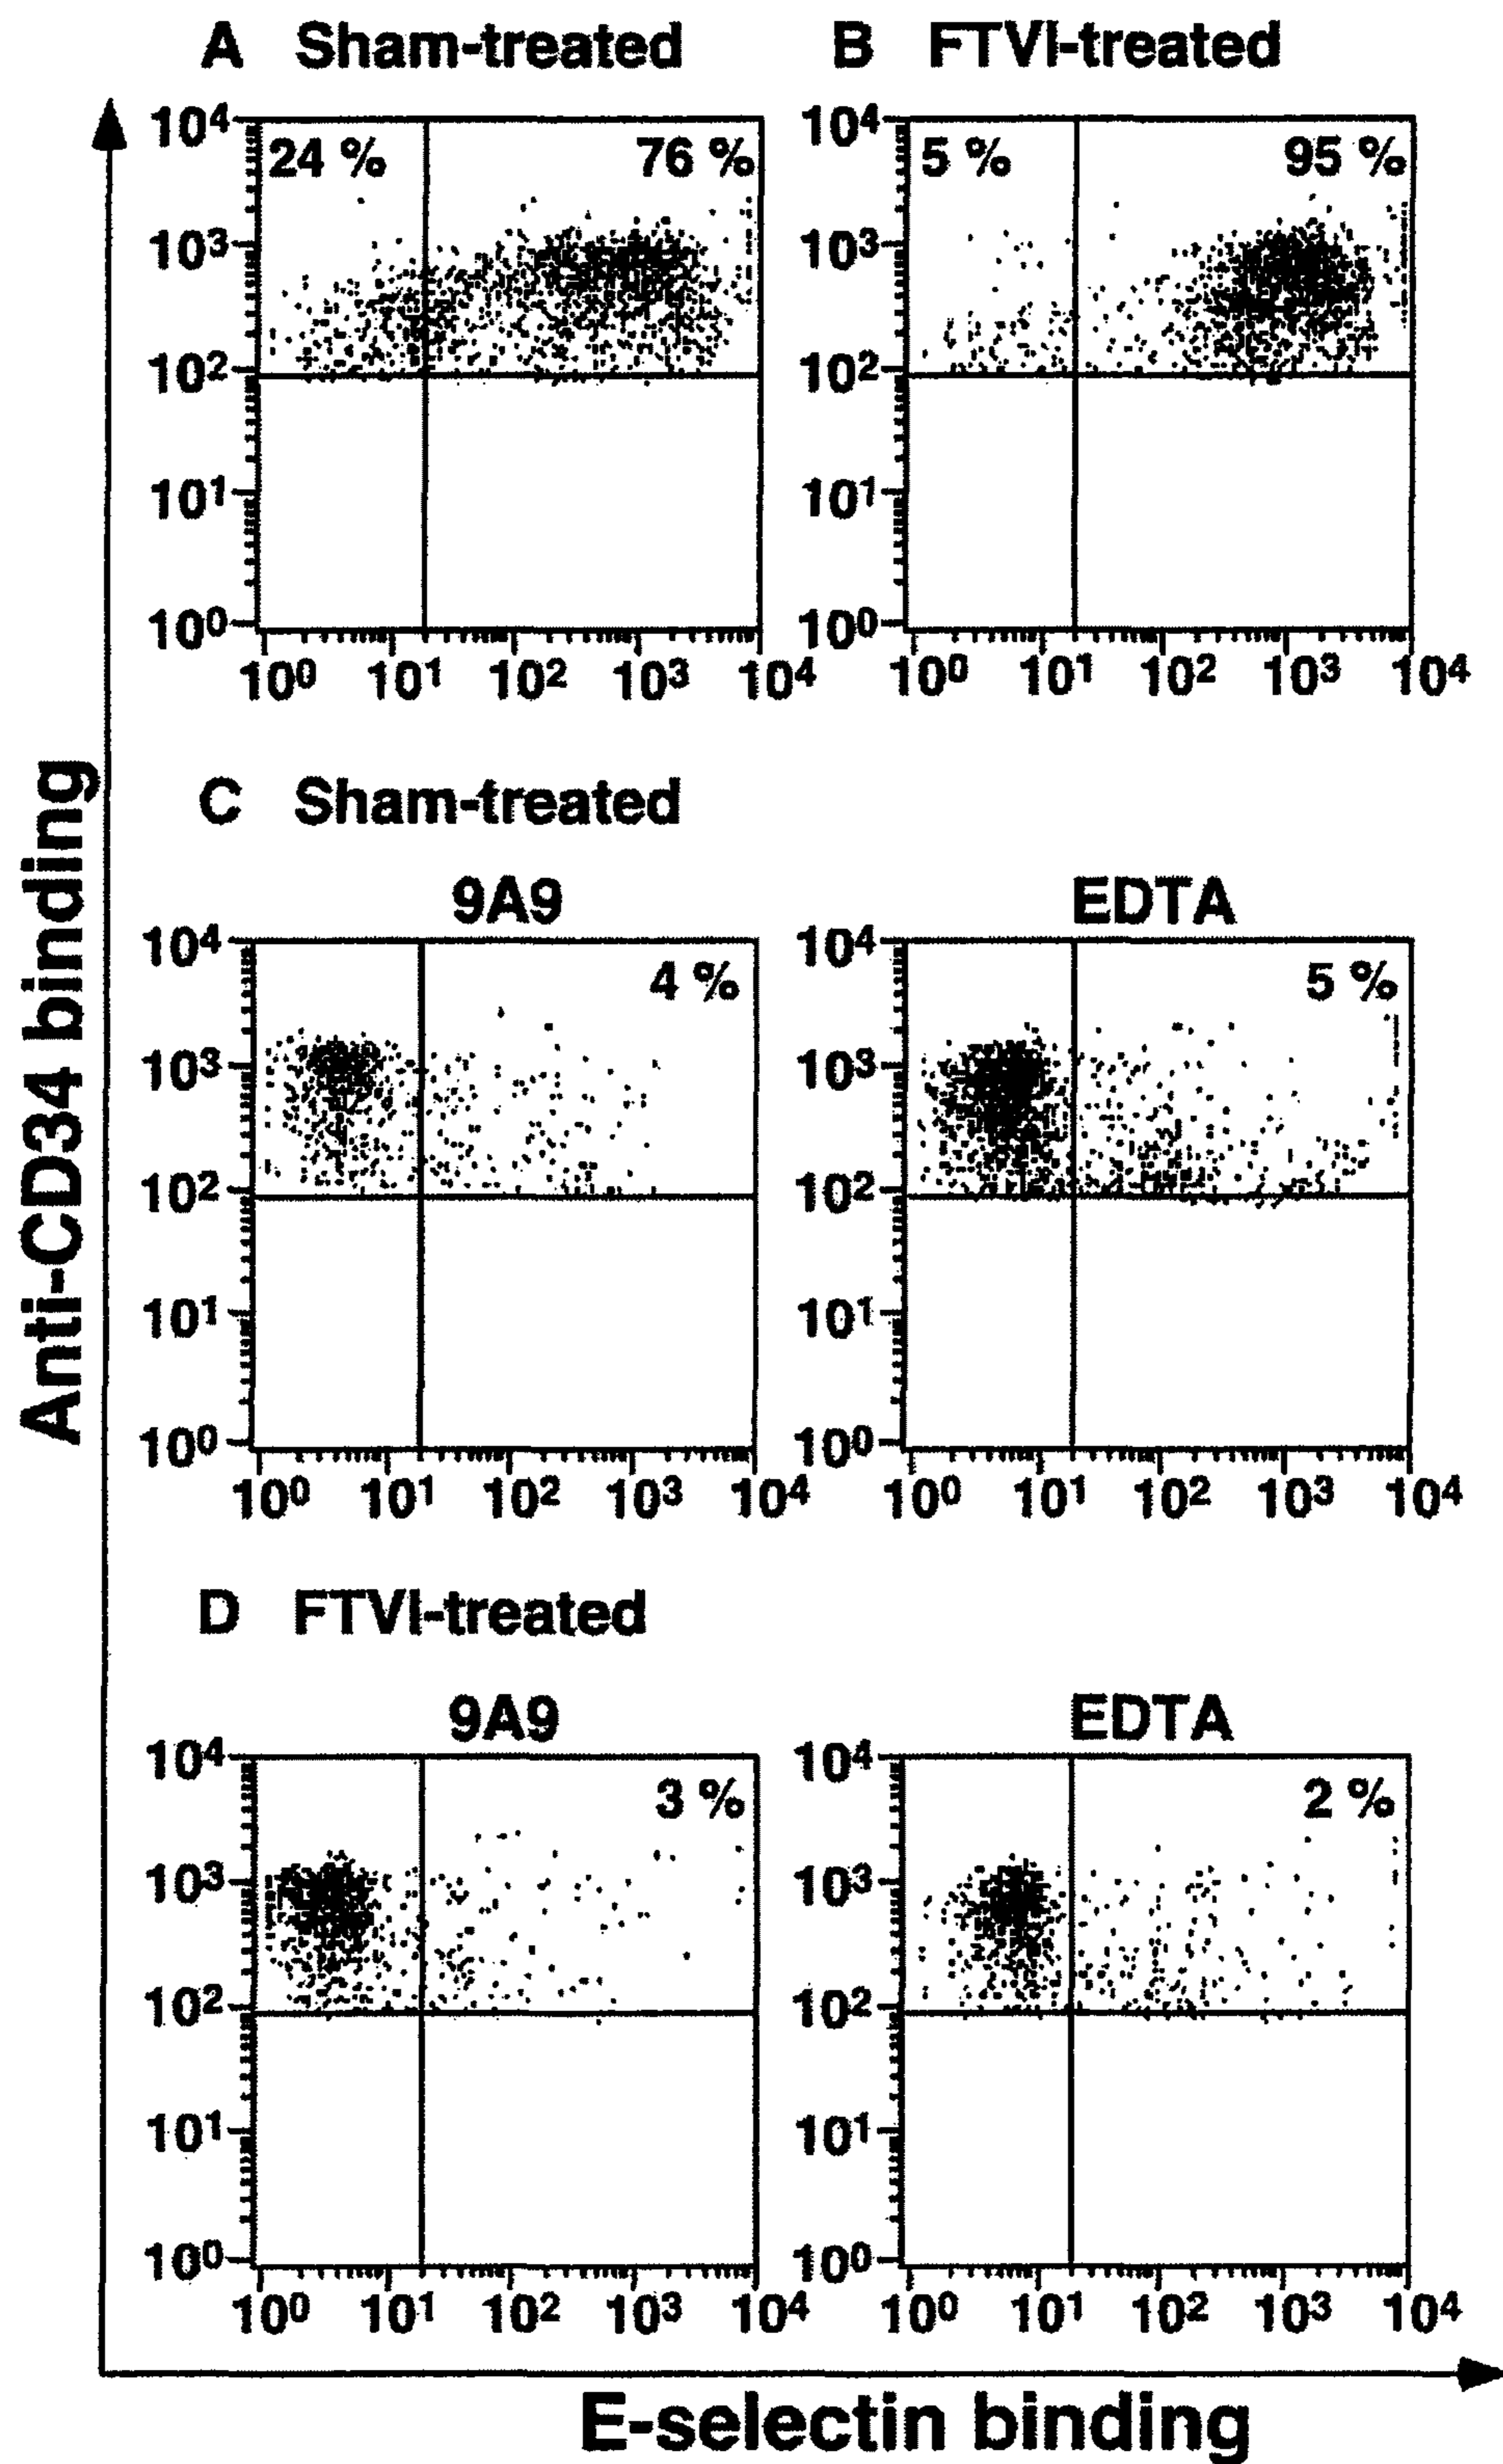 A Sham-treated
B FTVI-treated
10⁴
24 %
76 %
10³
10²
10¹
10⁰
10⁰ 10¹ 10² 10³ 10⁴
10⁴
5 %
95 %
10³
10²
10¹
10⁰
10⁰ 10¹ 10² 10³ 10⁴
Anti-CD34 binding
C Sham-treated
9A9
10⁴
4 %
10³
10²
10¹
10⁰
10⁰ 10¹ 10² 10³ 10⁴
EDTA
10⁴
5 %
10³
10²
10¹
10⁰
10⁰ 10¹ 10² 10³ 10⁴
D FTVI-treated
9A9
10⁴
3 %
10³
10²
10¹
10⁰
10⁰ 10¹ 10² 10³ 10⁴
EDTA
10⁴
2 %
10³
10²
10¹
10⁰
10⁰ 10¹ 10² 10³ 10⁴
E-selectin binding